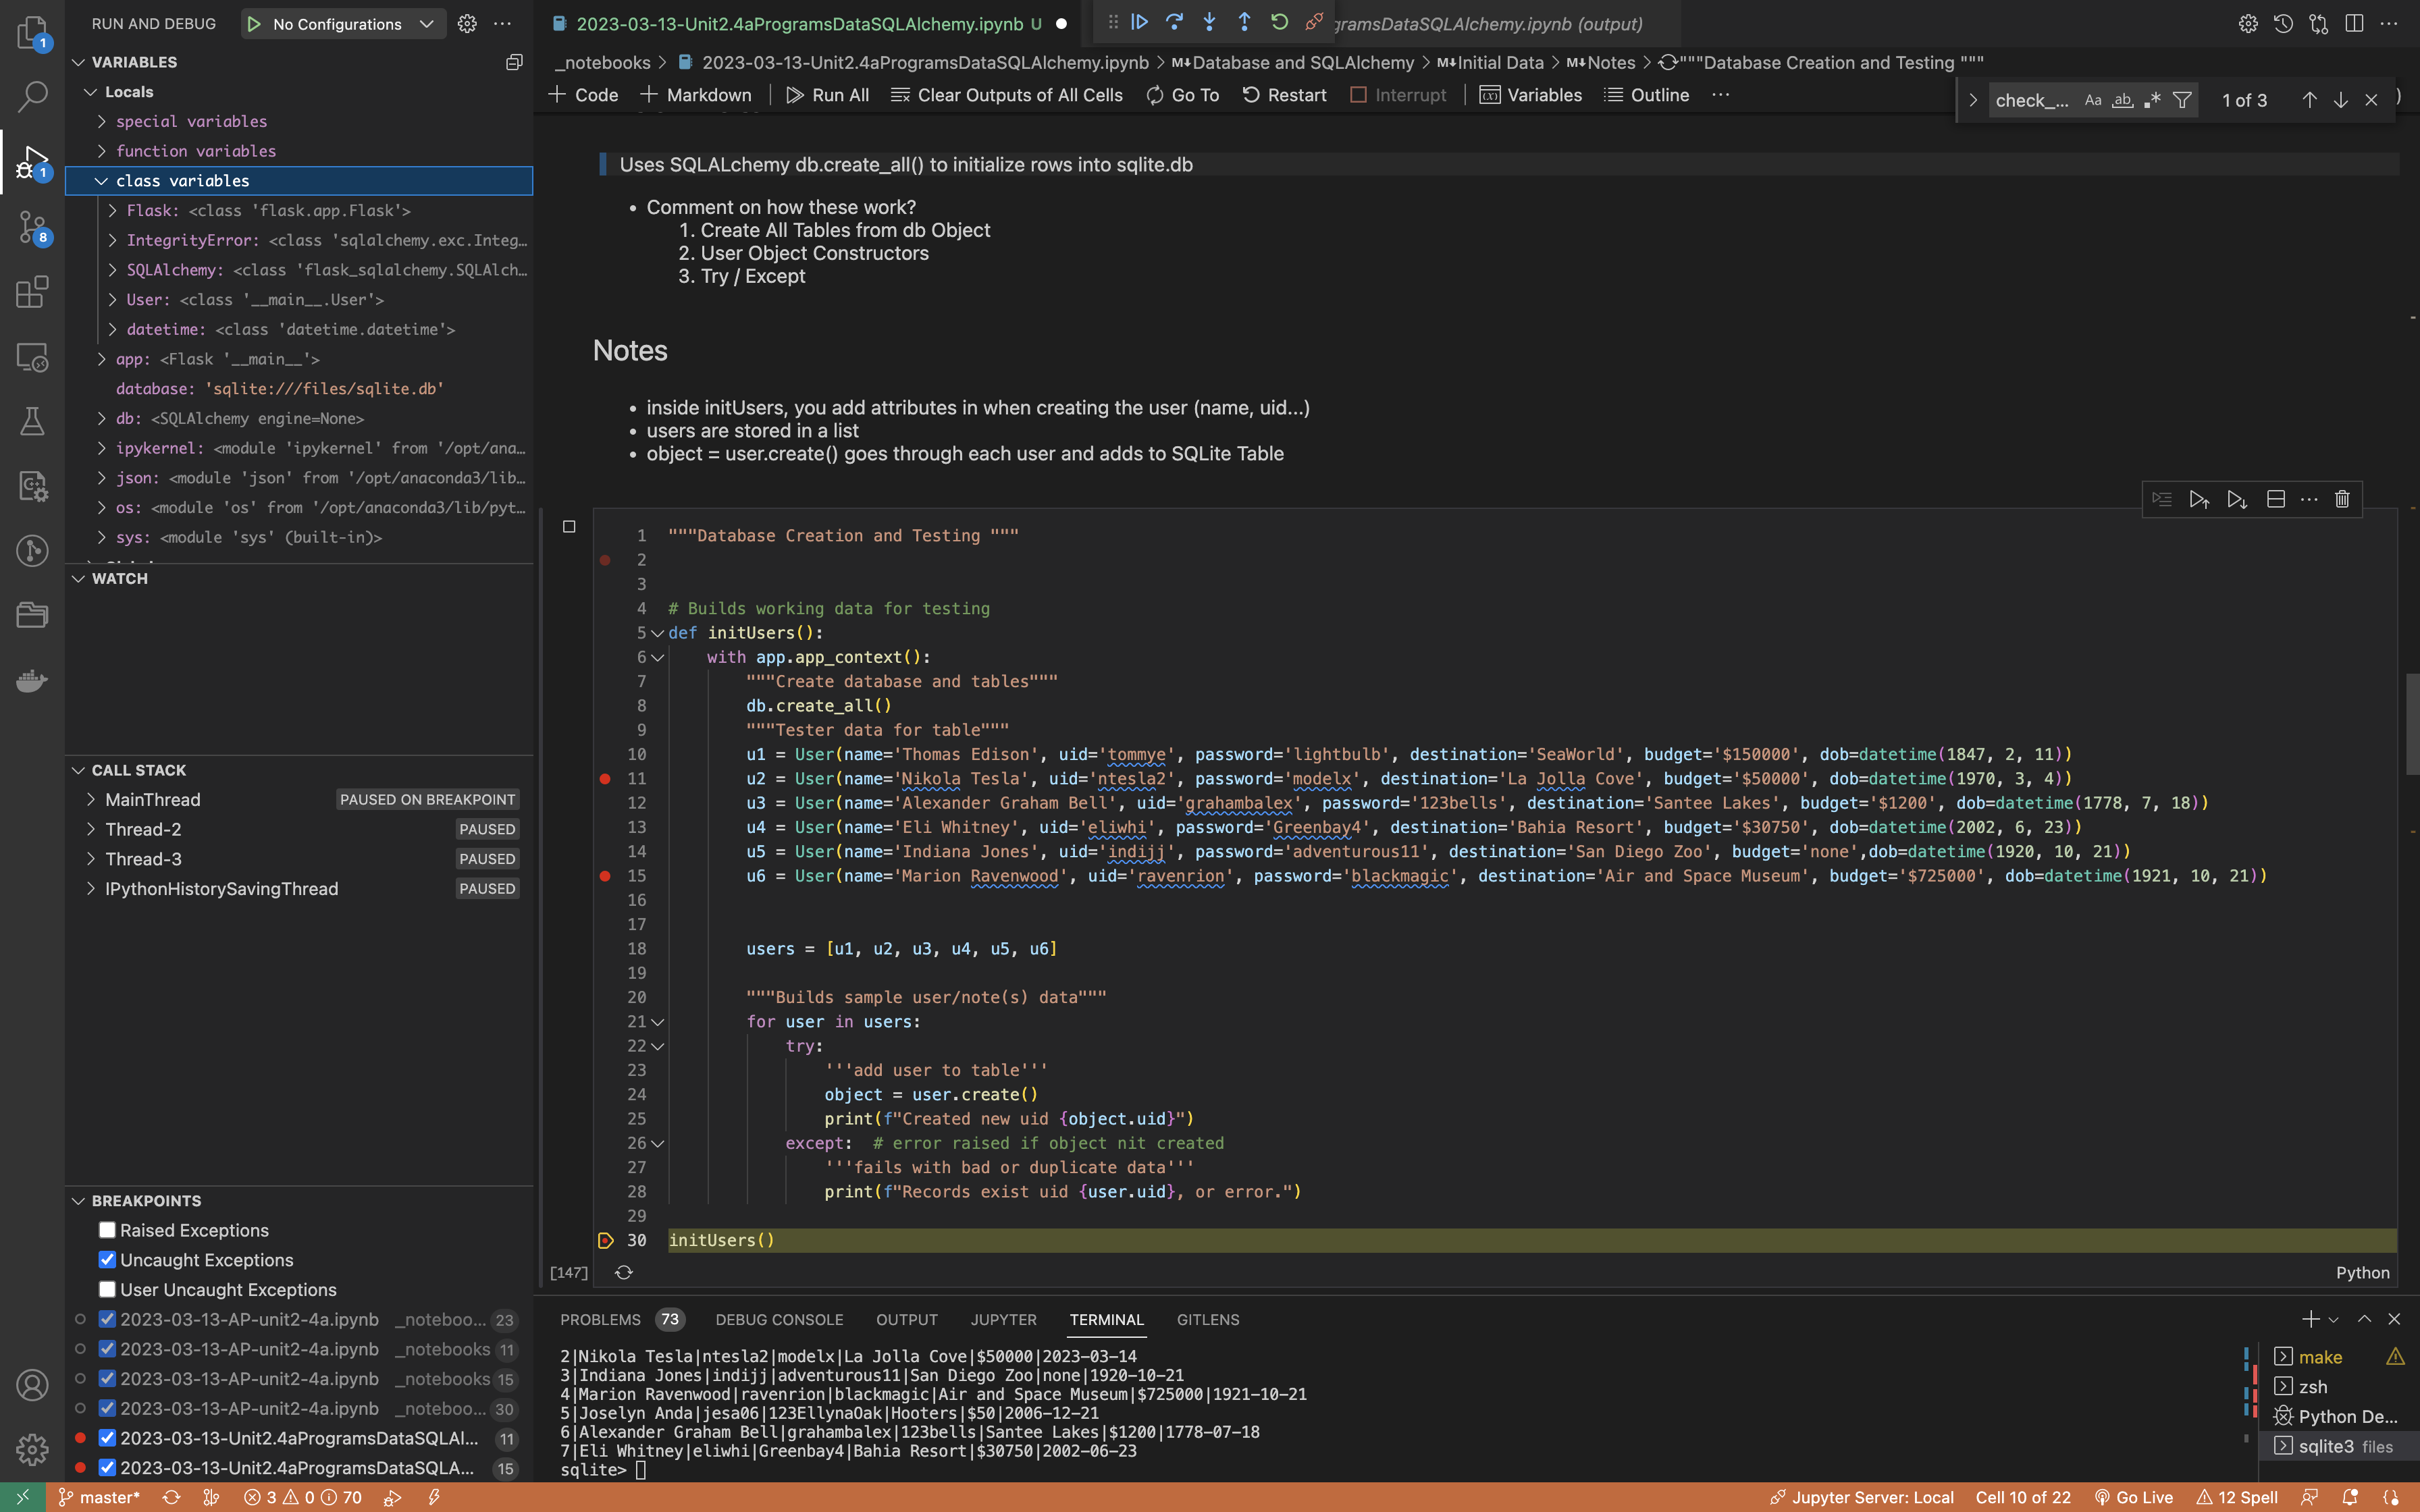 RUN AND DEBUG
No Configurations
VARIABLES
Locals
special variables
function variables
class variables
Flask: <class 'flask.app.Flask'>
IntegrityError: <class 'sqlalchemy.exc.Integ...
SQLAlchemy: <class 'flask_sqlalchemy.SQLAlch...
User: <class '__main__.User'>
datetime: <class 'datetime.datetime'>
app: <Flask '__main__'>
database: 'sqlite:///files/sqlite.db'
db: <SQLAlchemy engine=None>
ipykernel: <module 'ipykernel' from '/opt/ana...
json: <module 'json' from '/opt/anaconda3/lib...
os: <module 'os' from '/opt/anaconda3/lib/pyt...
sys: <module 'sys' (built-in)>
WATCH
CALL STACK
MainThread PAUSED ON BREAKPOINT
Thread-2 PAUSED
Thread-3 PAUSED
IPythonHistorySavingThread PAUSED
BREAKPOINTS
Raised Exceptions
Uncaught Exceptions
User Uncaught Exceptions
2023-03-13-AP-unit2-4a.ipynb _noteboo... 23
2023-03-13-AP-unit2-4a.ipynb _notebooks 11
2023-03-13-AP-unit2-4a.ipynb _notebooks 15
2023-03-13-AP-unit2-4a.ipynb _noteboo... 30
2023-03-13-Unit2.4aProgramsDataSQLAl... 11
2023-03-13-Unit2.4aProgramsDataSQLA... 15
1
1
8
2023-03-13-Unit2.4aProgramsDataSQLAlchemy.ipynb U
gramsDataSQLAlchemy.ipynb (output)
_notebooks > 2023-03-13-Unit2.4aProgramsDataSQLAlchemy.ipynb > M↓Database and SQLAlchemy > M↓Initial Data > M↓Notes > """Database Creation and Testing """
Code Markdown Run All Clear Outputs of All Cells Go To Restart Interrupt Variables Outline ...
check_... Aa ab 1 of 3
Uses SQLALchemy db.create_all() to initialize rows into sqlite.db
• Comment on how these work?
1. Create All Tables from db Object
2. User Object Constructors
3. Try / Except
Notes
• inside initUsers, you add attributes in when creating the user (name, uid...)
• users are stored in a list
• object = user.create() goes through each user and adds to SQLite Table
1 """Database Creation and Testing """
2
3
4 # Builds working data for testing
5 def initUsers():
6 with app.app_context():
7 """Create database and tables"""
8 db.create_all()
9 """Tester data for table"""
10 u1 = User(name='Thomas Edison', uid='tommye', password='lightbulb', destination='SeaWorld', budget='$150000', dob=datetime(1847, 2, 11))
11 u2 = User(name='Nikola Tesla', uid='ntesla2', password='modelx', destination='La Jolla Cove', budget='$50000', dob=datetime(1970, 3, 4))
12 u3 = User(name='Alexander Graham Bell', uid='grahambalex', password='123bells', destination='Santee Lakes', budget='$1200', dob=datetime(1778, 7, 18))
13 u4 = User(name='Eli Whitney', uid='eliwhi', password='Greenbay4', destination='Bahia Resort', budget='$30750', dob=datetime(2002, 6, 23))
14 u5 = User(name='Indiana Jones', uid='indijj', password='adventurous11', destination='San Diego Zoo', budget='none',dob=datetime(1920, 10, 21))
15 u6 = User(name='Marion Ravenwood', uid='ravenrion', password='blackmagic', destination='Air and Space Museum', budget='$725000', dob=datetime(1921, 10, 21))
16
17
18 users = [u1, u2, u3, u4, u5, u6]
19
20 """Builds sample user/note(s) data"""
21 for user in users:
22 try:
23 '''add user to table'''
24 object = user.create()
25 print(f"Created new uid {object.uid}")
26 except: # error raised if object nit created
27 '''fails with bad or duplicate data'''
28 print(f"Records exist uid {user.uid}, or error.")
29
30 initUsers()
[147]
Python
PROBLEMS 73 DEBUG CONSOLE OUTPUT JUPYTER TERMINAL GITLENS
2|Nikola Tesla|ntesla2|modelx|La Jolla Cove|$50000|2023-03-14
3|Indiana Jones|indijj|adventurous11|San Diego Zoo|none|1920-10-21
4|Marion Ravenwood|ravenrion|blackmagic|Air and Space Museum|$725000|1921-10-21
5|Joselyn Anda|jesa06|123EllynaOak|Hooters|$50|2006-12-21
6|Alexander Graham Bell|grahambalex|123bells|Santee Lakes|$1200|1778-07-18
7|Eli Whitney|eliwhi|Greenbay4|Bahia Resort|$30750|2002-06-23
sqlite>
make
zsh
Python De...
sqlite3 files
master* 3 0 70
Jupyter Server: Local Cell 10 of 22 Go Live 12 Spell